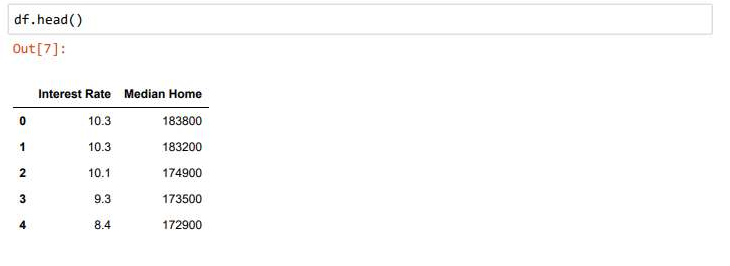 df.head()
Out[7]:
Interest Rate Median Home
0 10.3 183800
1 10.3 183200
2 10.1 174900
3 9.3 173500
4 8.4 172900